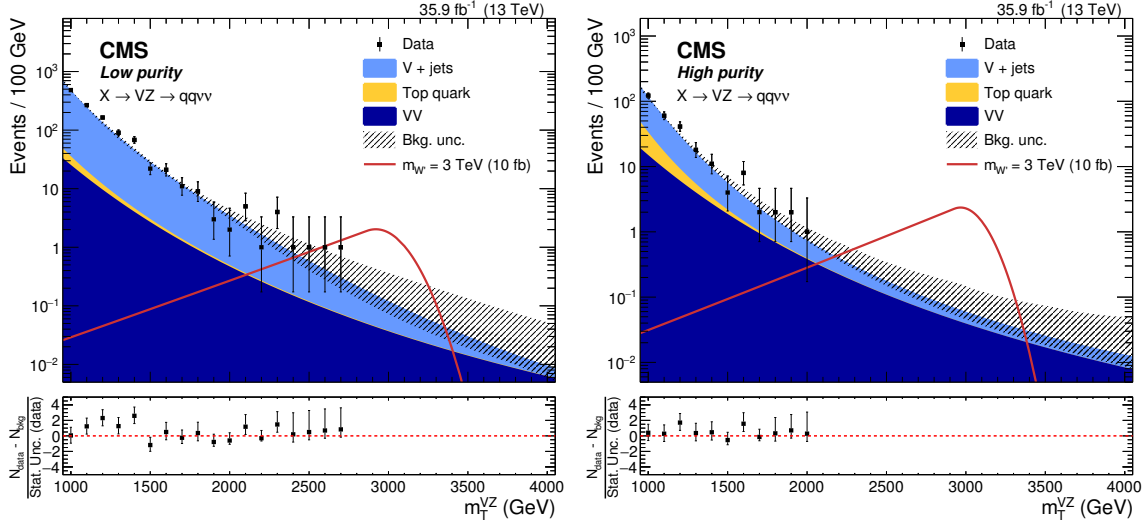 35.9 fb⁻¹ (13 TeV)
CMS
Low purity
X → VZ → qqνν
Data
V + jets
Top quark
VV
Bkg. unc.
m_W' = 3 TeV (10 fb)
Events / 100 GeV
10³
10²
10
1
10⁻¹
10⁻²
N_data - N_bkg
Stat. Unc. (data)
4
2
0
−2
−4
1000 1500 2000 2500 3000 3500 4000
m_T^VZ (GeV)
35.9 fb⁻¹ (13 TeV)
CMS
High purity
X → VZ → qqνν
Data
V + jets
Top quark
VV
Bkg. unc.
m_W' = 3 TeV (10 fb)
Events / 100 GeV
10³
10²
10
1
10⁻¹
10⁻²
N_data - N_bkg
Stat. Unc. (data)
4
2
0
−2
−4
1000 1500 2000 2500 3000 3500 4000
m_T^VZ (GeV)